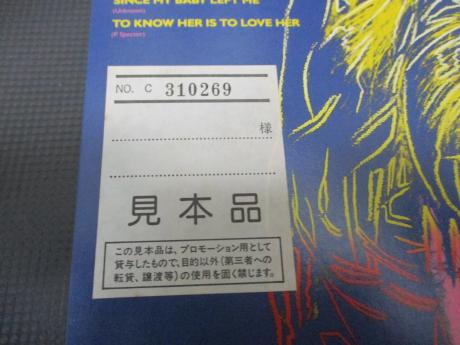 SINCE MY BABY LEFT ME
(Unknown)
TO KNOW HER IS TO LOVE HER
(P. Spector)
NO. C 310269
様
見本品
この見本品は、プロモーション用として
貸与したもので、目的以外(第三者への
転貸、譲渡等)の使用を固く禁じます。